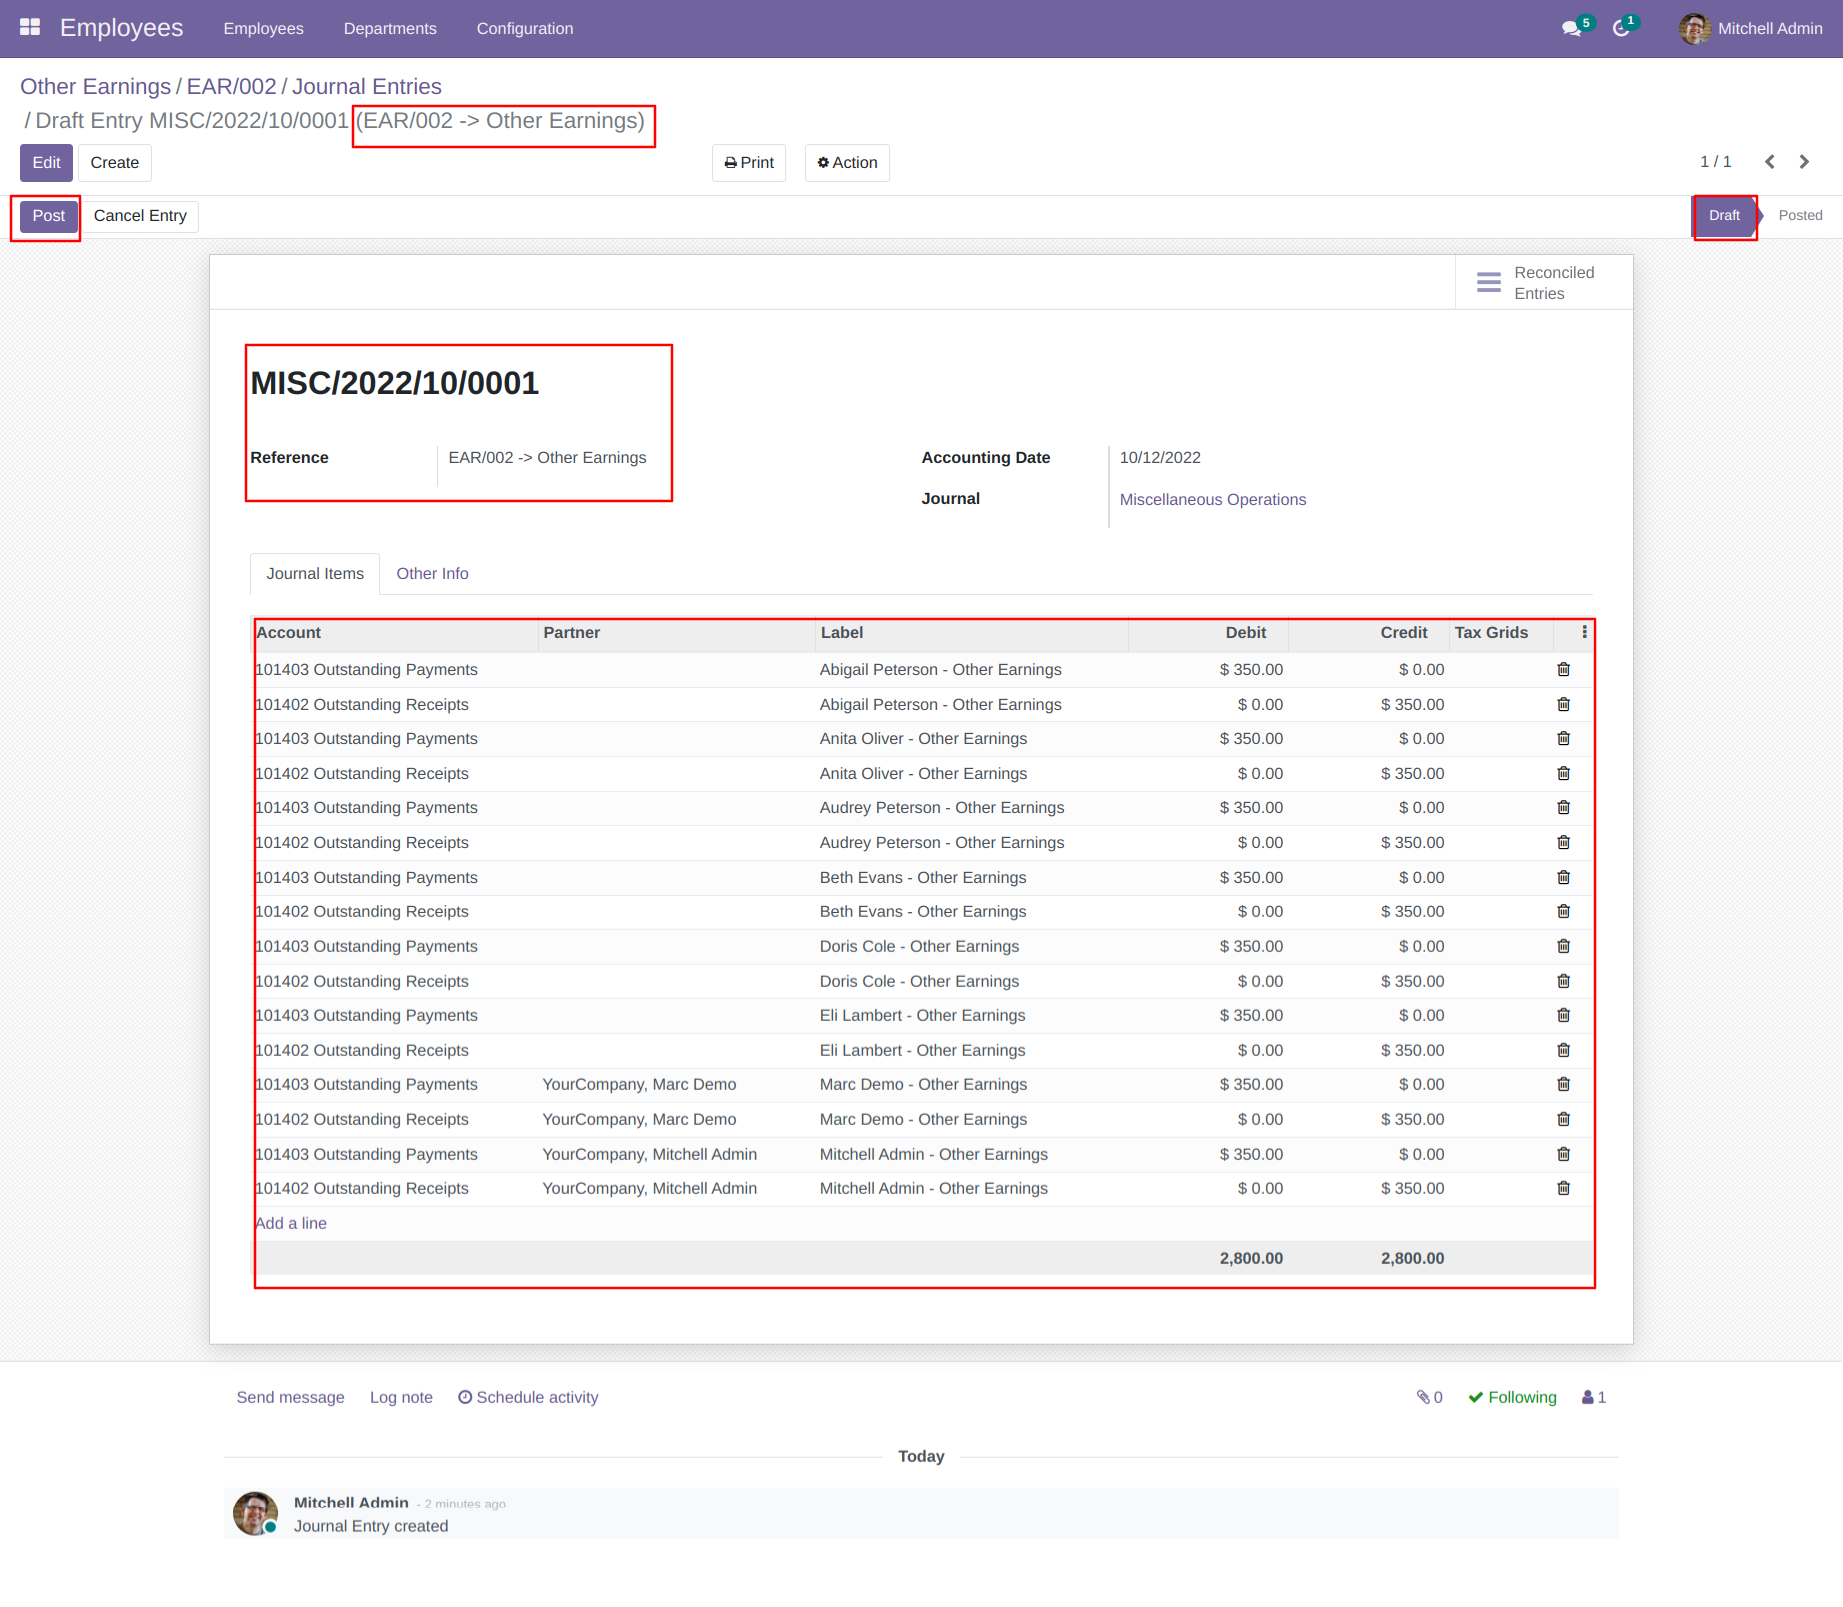 Employees Employees Departments Configuration 5 1 Mitchell Admin
Other Earnings / EAR/002 / Journal Entries
/ Draft Entry MISC/2022/10/0001 (EAR/002 -> Other Earnings)
Edit Create Print Action 1 / 1
Post Cancel Entry Draft Posted
Reconciled
Entries
MISC/2022/10/0001
Reference EAR/002 -> Other Earnings Accounting Date 10/12/2022
Journal Miscellaneous Operations
Journal Items Other Info
Account Partner Label Debit Credit Tax Grids
101403 Outstanding Payments Abigail Peterson - Other Earnings $ 350.00 $ 0.00
101402 Outstanding Receipts Abigail Peterson - Other Earnings $ 0.00 $ 350.00
101403 Outstanding Payments Anita Oliver - Other Earnings $ 350.00 $ 0.00
101402 Outstanding Receipts Anita Oliver - Other Earnings $ 0.00 $ 350.00
101403 Outstanding Payments Audrey Peterson - Other Earnings $ 350.00 $ 0.00
101402 Outstanding Receipts Audrey Peterson - Other Earnings $ 0.00 $ 350.00
101403 Outstanding Payments Beth Evans - Other Earnings $ 350.00 $ 0.00
101402 Outstanding Receipts Beth Evans - Other Earnings $ 0.00 $ 350.00
101403 Outstanding Payments Doris Cole - Other Earnings $ 350.00 $ 0.00
101402 Outstanding Receipts Doris Cole - Other Earnings $ 0.00 $ 350.00
101403 Outstanding Payments Eli Lambert - Other Earnings $ 350.00 $ 0.00
101402 Outstanding Receipts Eli Lambert - Other Earnings $ 0.00 $ 350.00
101403 Outstanding Payments YourCompany, Marc Demo Marc Demo - Other Earnings $ 350.00 $ 0.00
101402 Outstanding Receipts YourCompany, Marc Demo Marc Demo - Other Earnings $ 0.00 $ 350.00
101403 Outstanding Payments YourCompany, Mitchell Admin Mitchell Admin - Other Earnings $ 350.00 $ 0.00
101402 Outstanding Receipts YourCompany, Mitchell Admin Mitchell Admin - Other Earnings $ 0.00 $ 350.00
Add a line
2,800.00 2,800.00
Send message Log note Schedule activity 0 Following 1
Today
Mitchell Admin - 2 minutes ago
Journal Entry created